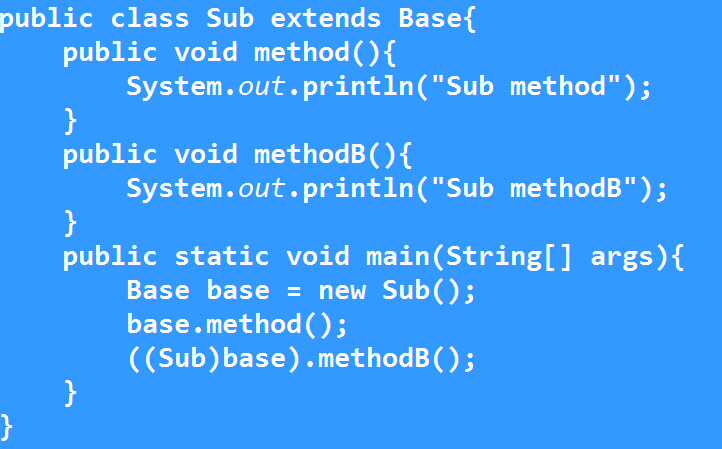 public class Sub extends Base{
    public void method(){
        System.out.println("Sub method");
    }
    public void methodB(){
        System.out.println("Sub methodB");
    }
    public static void main(String[] args){
        Base base = new Sub();
        base.method();
        ((Sub)base).methodB();
    }
}